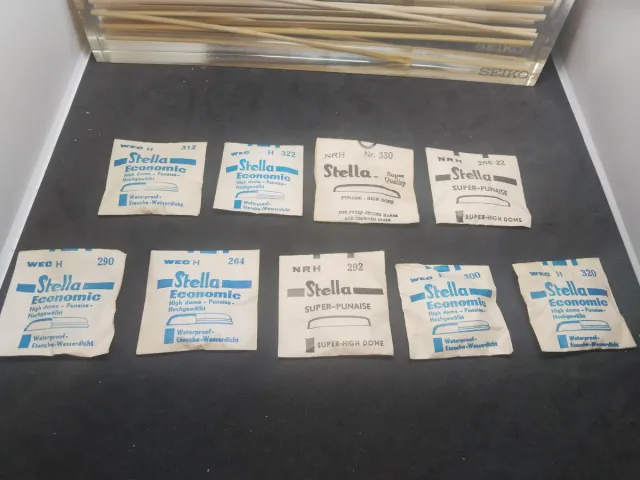 SEIKO
SEIKO
WEC H 312
Stella
Economic
High dome - Punaise -
Hochgewölbt
Waterproof-
Etanche-Wasserdicht
WEC H 322
Stella
Economic
High dome - Punaise -
Hochgewölbt
Waterproof-
Etanche-Wasserdicht
NRH Nr. 330
Stella- Super
Quality
PUNAISE - HIGH DOME
NRH 266.22
Stella
SUPER-PUNAISE
SUPER-HIGH DOME
WEC H 290
Stella
Economic
High dome - Punaise -
Hochgewölbt
Waterproof-
Etanche-Wasserdicht
WEC H 264
Stella
Economic
High dome - Punaise -
Hochgewölbt
Waterproof-
Etanche-Wasserdicht
NRH 292
Stella
SUPER-PUNAISE
SUPER-HIGH DOME
WEC H 300
Stella
Economic
High dome - Punaise -
Hochgewölbt
Waterproof-
Etanche-Wasserdicht
WEC H 320
Stella
Economic
High dome - Punaise -
Hochgewölbt
Waterproof-
Etanche-Wasserdicht